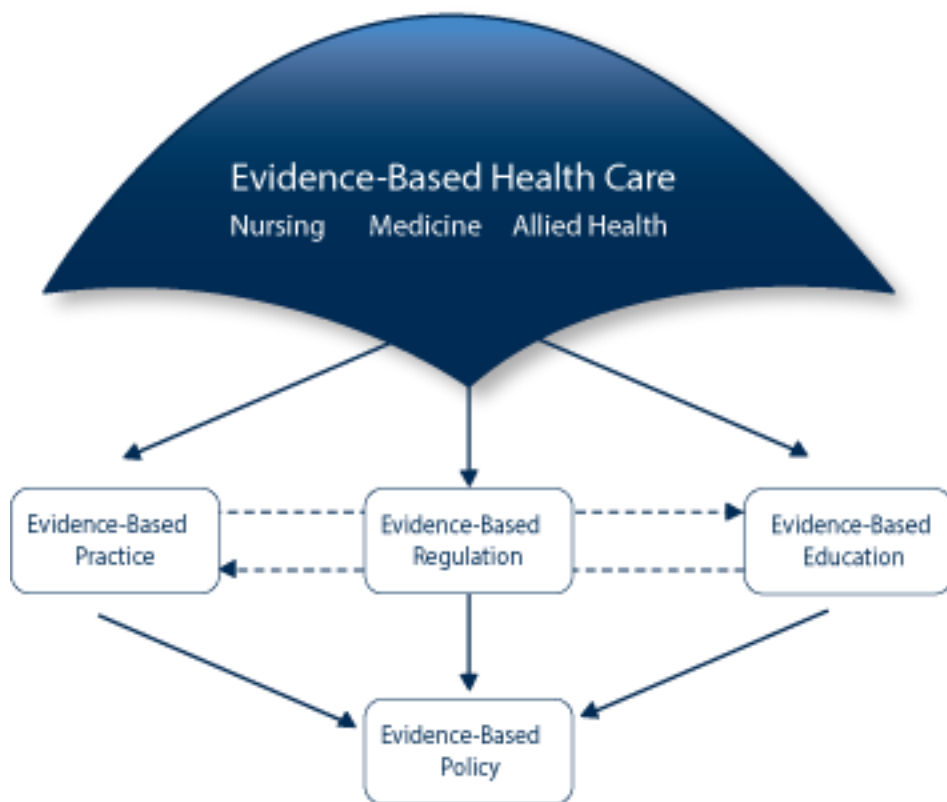 Evidence-Based Health Care
Nursing Medicine Allied Health
Evidence-Based
Practice
Evidence-Based
Regulation
Evidence-Based
Education
Evidence-Based
Policy